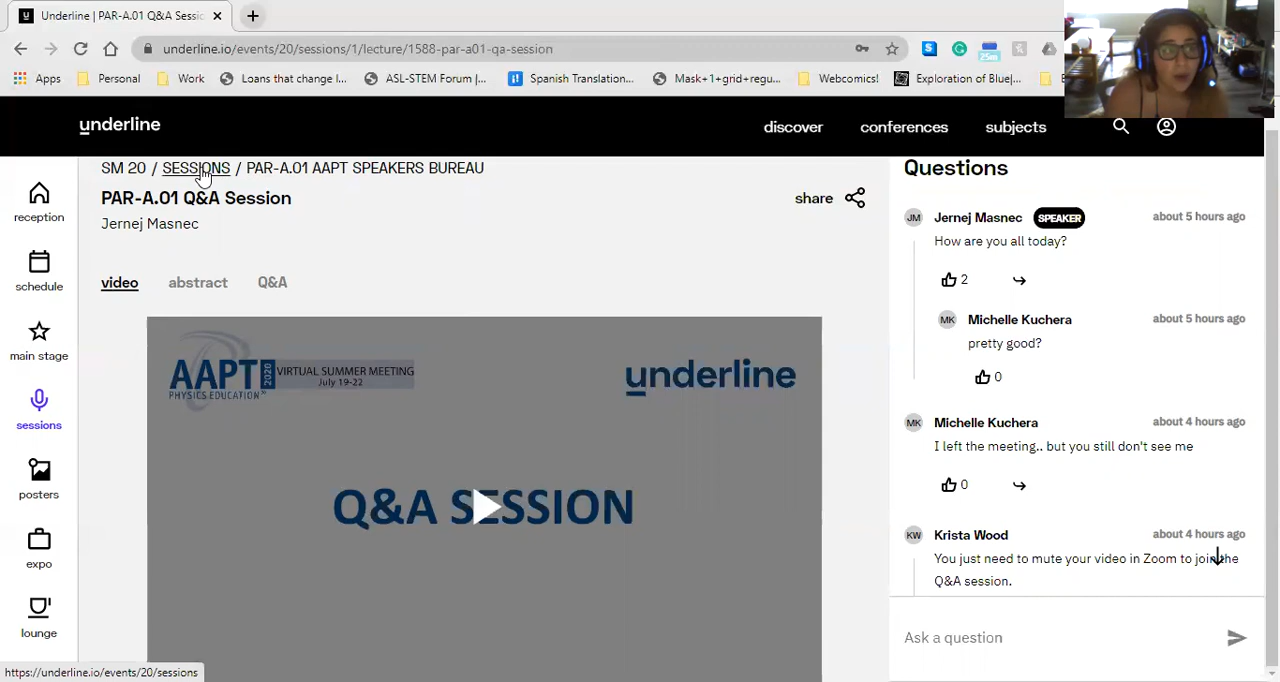 Underline | PAR-A.01 Q&A Sessi
underline.io/events/20/sessions/1/lecture/1588-par-a01-qa-session
25m
Apps Personal Work Loans that change l... ASL-STEM Forum |... Spanish Translation... Mask+1+grid+regu... Webcomics! Exploration of Blue|...
underline
discover conferences subjects
SM 20 / SESSIONS / PAR-A.01 AAPT SPEAKERS BUREAU
PAR-A.01 Q&A Session
Jernej Masnec
share
video abstract Q&A
reception
schedule
main stage
sessions
posters
expo
lounge
AAPT
PHYSICS EDUCATION
2020
VIRTUAL SUMMER MEETING
July 19-22
underline
Q&A SESSION
Questions
JM Jernej Masnec SPEAKER about 5 hours ago
How are you all today?
2
MK Michelle Kuchera about 5 hours ago
pretty good?
0
MK Michelle Kuchera about 4 hours ago
I left the meeting.. but you still don't see me
0
KW Krista Wood about 4 hours ago
You just need to mute your video in Zoom to join the
Q&A session.
Ask a question
https://underline.io/events/20/sessions